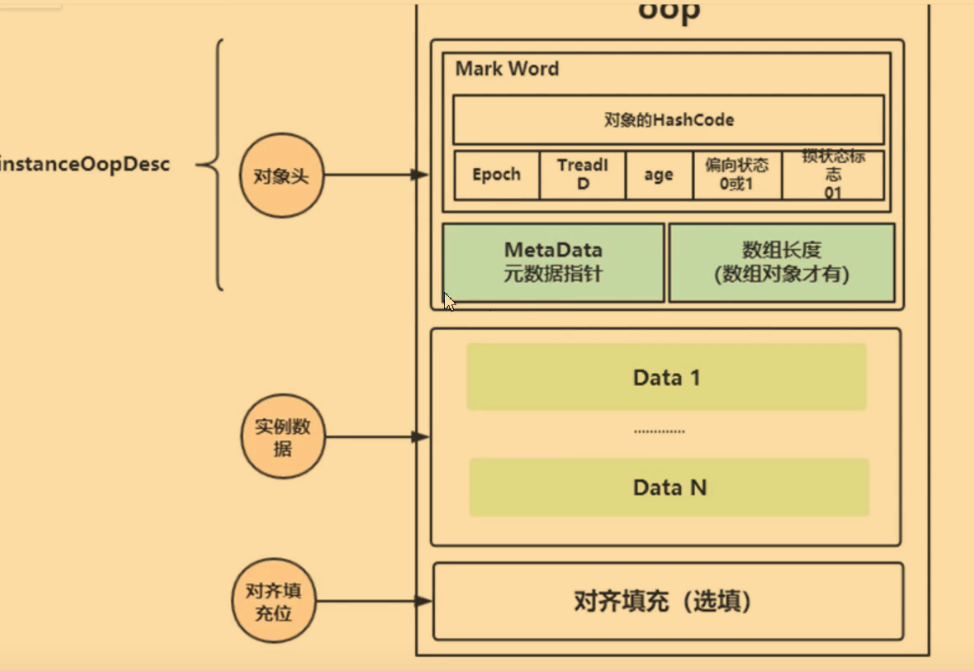 oop
Mark Word
对象的HashCode
Epoch
TreadI
D
age
偏向状态
0或1
锁状态标
志
01
instanceOopDesc
对象头
MetaData
元数据指针
数组长度
(数组对象才有)
Data 1
.............
实例数
据
Data N
对齐填
充位
对齐填充（选填）